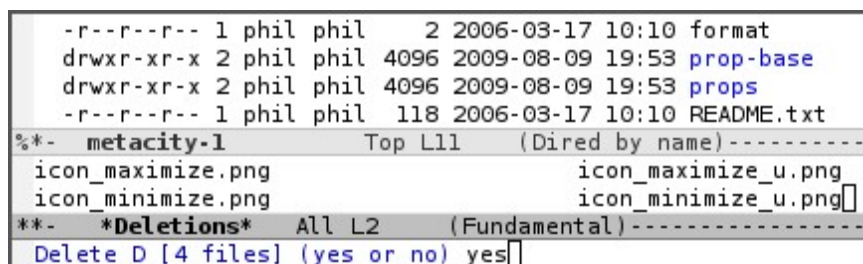 -r--r--r-- 1 phil phil    2 2006-03-17 10:10 format
drwxr-xr-x 2 phil phil 4096 2009-08-09 19:53 prop-base
drwxr-xr-x 2 phil phil 4096 2009-08-09 19:53 props
-r--r--r-- 1 phil phil  118 2006-03-17 10:10 README.txt
%*-  metacity-1          Top L11    (Dired by name)----------
icon_maximize.png                        icon_maximize_u.png
icon_minimize.png                        icon_minimize_u.png
**-   *Deletions*   All L2     (Fundamental)-----------------
Delete D [4 files] (yes or no) yes